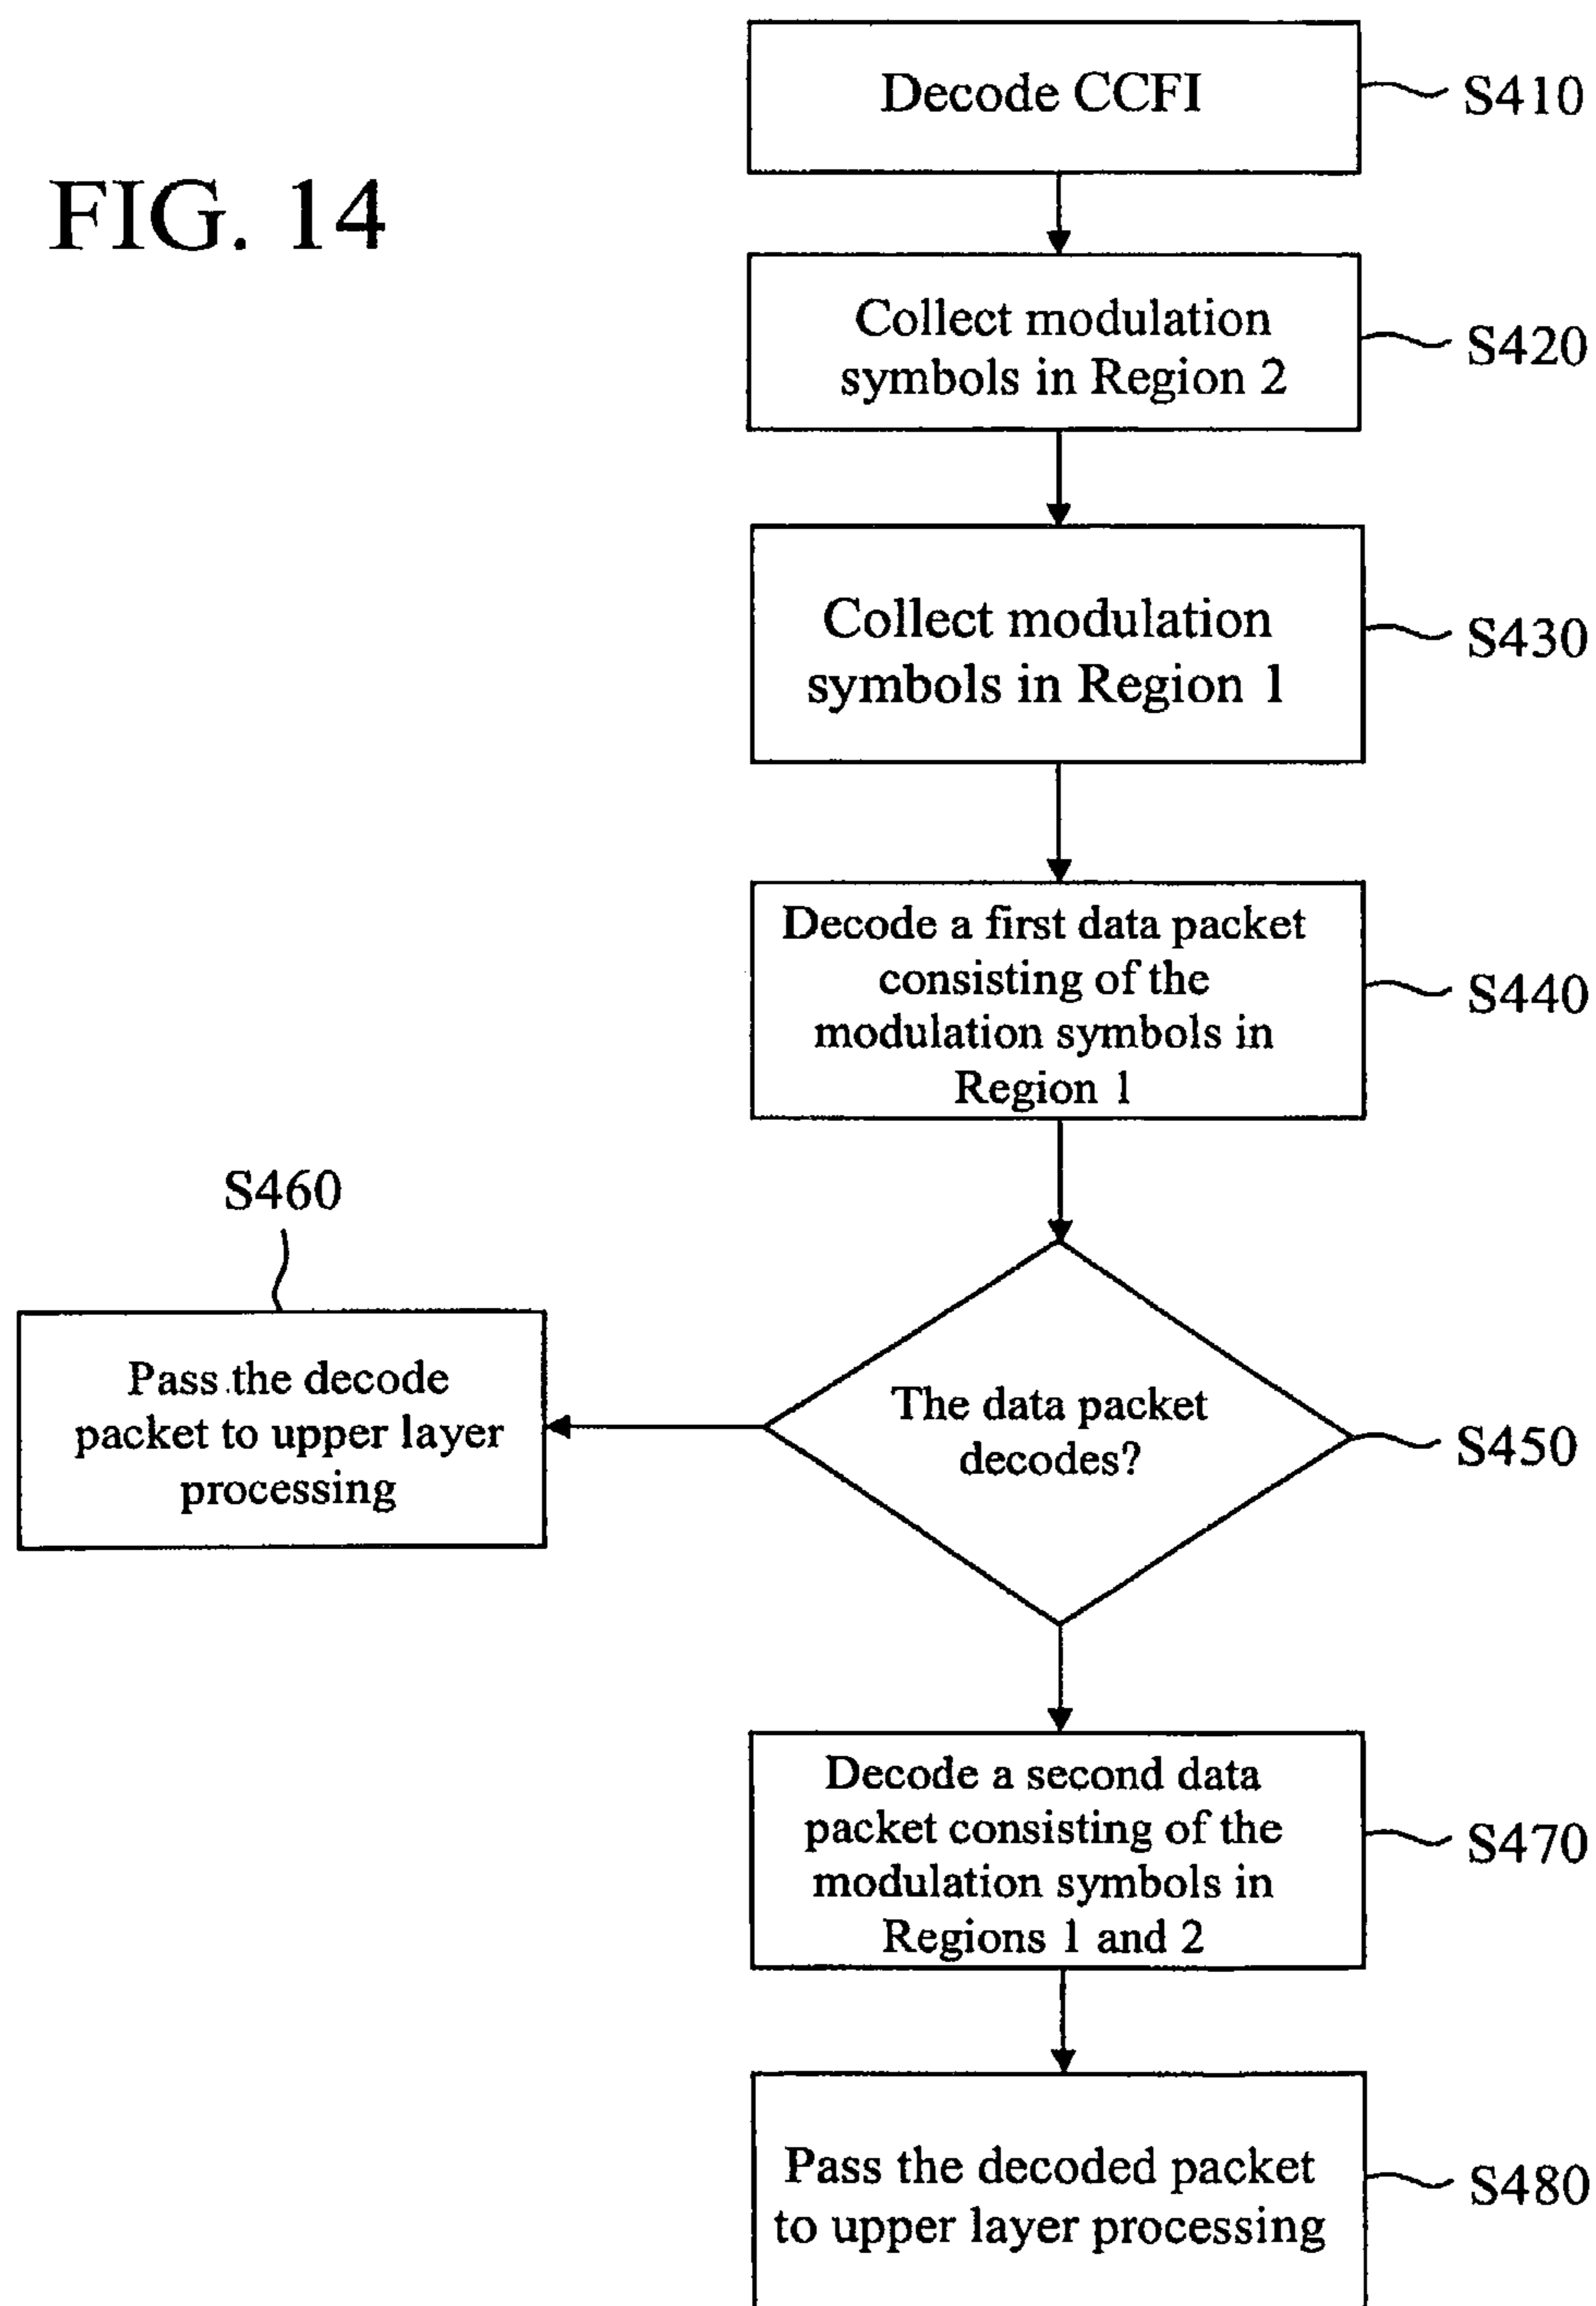 FIG. 14
Decode CCFI
S410
Collect modulation
symbols in Region 2
S420
Collect modulation
symbols in Region 1
S430
Decode a first data packet
consisting of the
modulation symbols in
Region 1
S440
S460
Pass the decode
packet to upper layer
processing
The data packet
decodes?
S450
Decode a second data
packet consisting of the
modulation symbols in
Regions 1 and 2
S470
Pass the decoded packet
to upper layer processing
S480